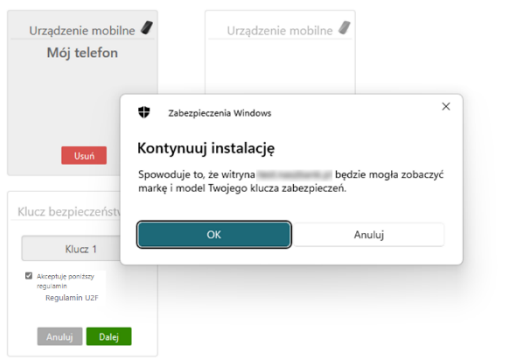 Urządzenie mobilne
Mój telefon
Usuń
Urządzenie mobilne
Zabezpieczenia Windows
Kontynuuj instalację
Spowoduje to, że witryna będzie mogła zobaczyć
markę i model Twojego klucza zabezpieczeń.
OK
Anuluj
Klucz bezpieczeństw
Klucz 1
Akceptuję poniższy
regulamin
Regulamin U2F
Anuluj
Dalej